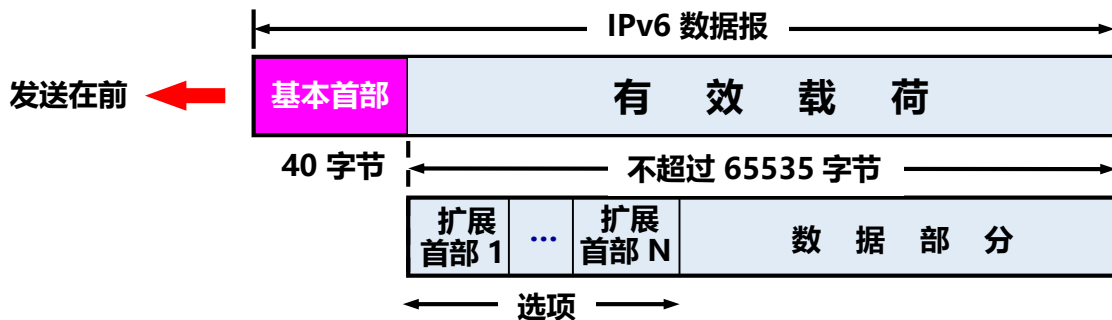 IPv6 数据报
发送在前
基本首部
有 效 载 荷
40 字节
不超过 65535 字节
扩展
首部 1
...
扩展
首部 N
数 据 部 分
选项